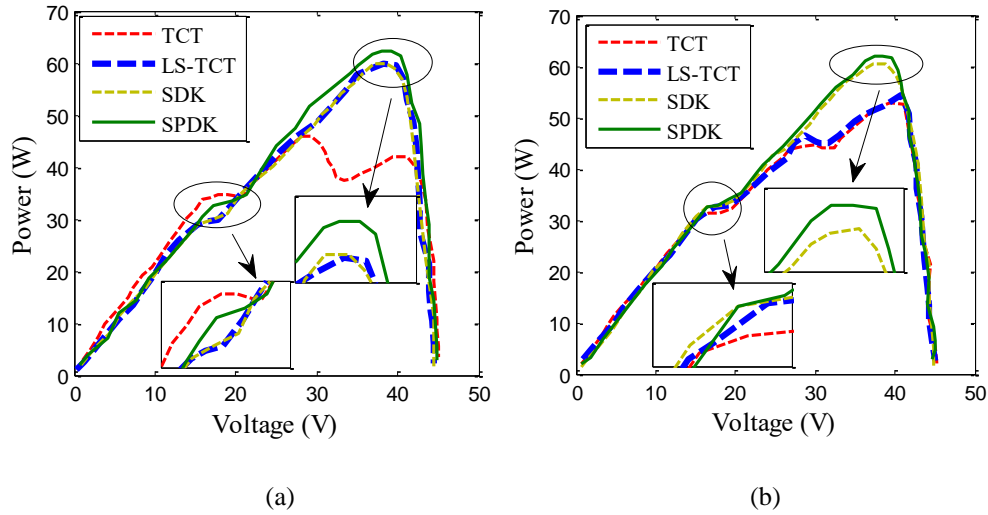 70
60
50
40
30
20
10
0
Power (W)
TCT
LS-TCT
SDK
SPDK
0 10 20 30 40 50
Voltage (V)
(a)
70
60
50
40
30
20
10
0
Power (W)
TCT
LS-TCT
SDK
SPDK
0 10 20 30 40 50
Voltage (V)
(b)